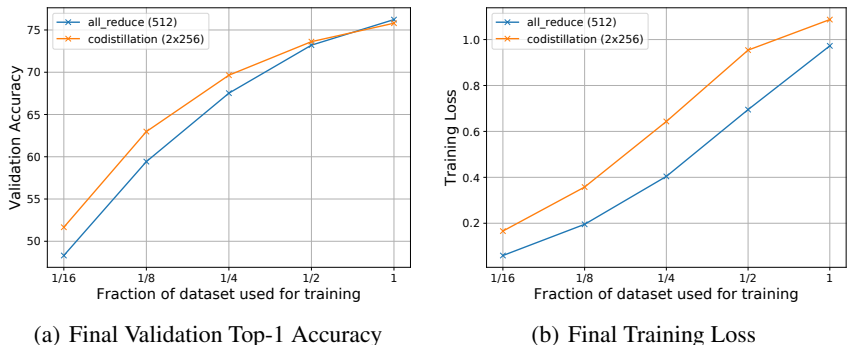 all_reduce (512)
codistillation (2x256)
Validation Accuracy
75
70
65
60
55
50
1/16
1/8
1/4
1/2
1
Fraction of dataset used for training
(a) Final Validation Top-1 Accuracy
all_reduce (512)
codistillation (2x256)
Training Loss
1.0
0.8
0.6
0.4
0.2
1/16
1/8
1/4
1/2
1
Fraction of dataset used for training
(b) Final Training Loss